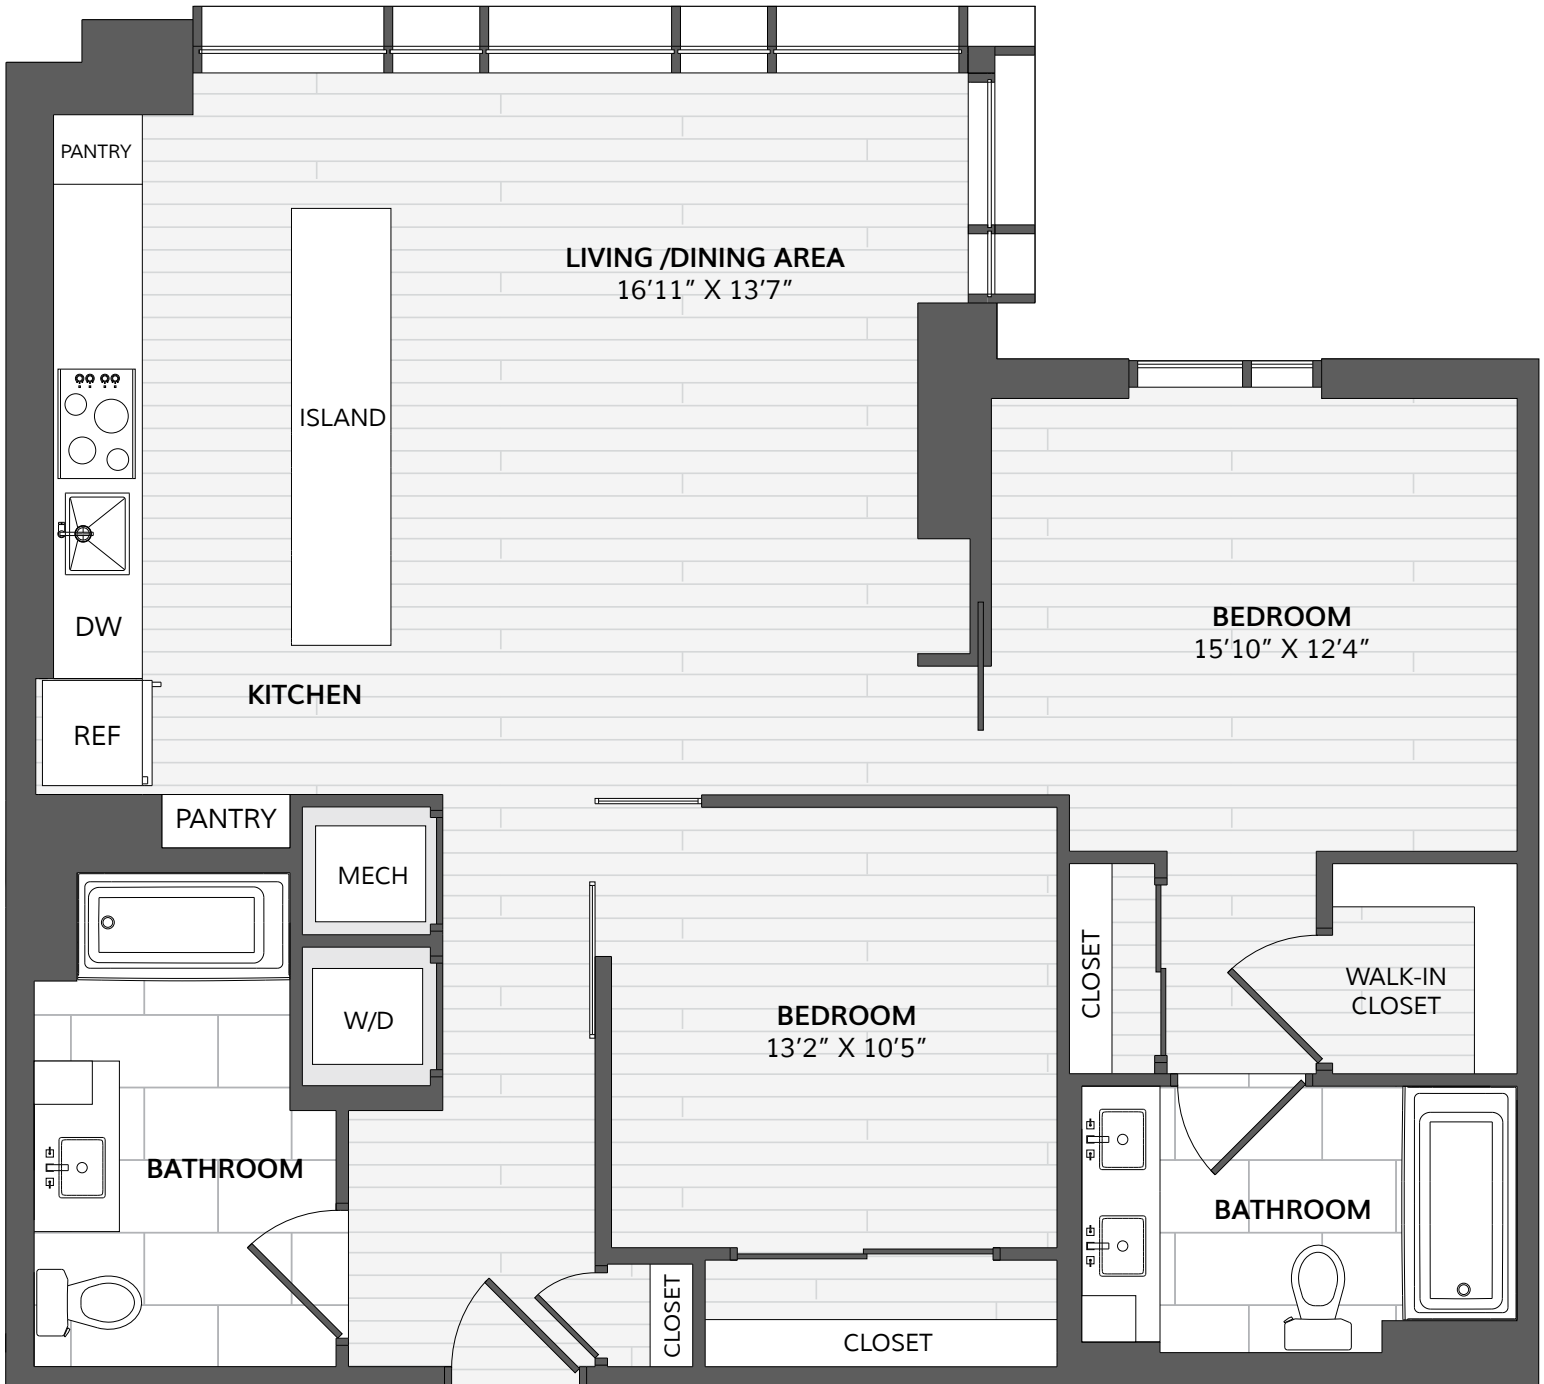 PANTRY
LIVING /DINING AREA
16'11" X 13'7"
ISLAND
DW
KITCHEN
REF
BEDROOM
15'10" X 12'4"
PANTRY
MECH
W/D
BEDROOM
13'2" X 10'5"
CLOSET
WALK-IN
CLOSET
BATHROOM
BATHROOM
CLOSET
CLOSET